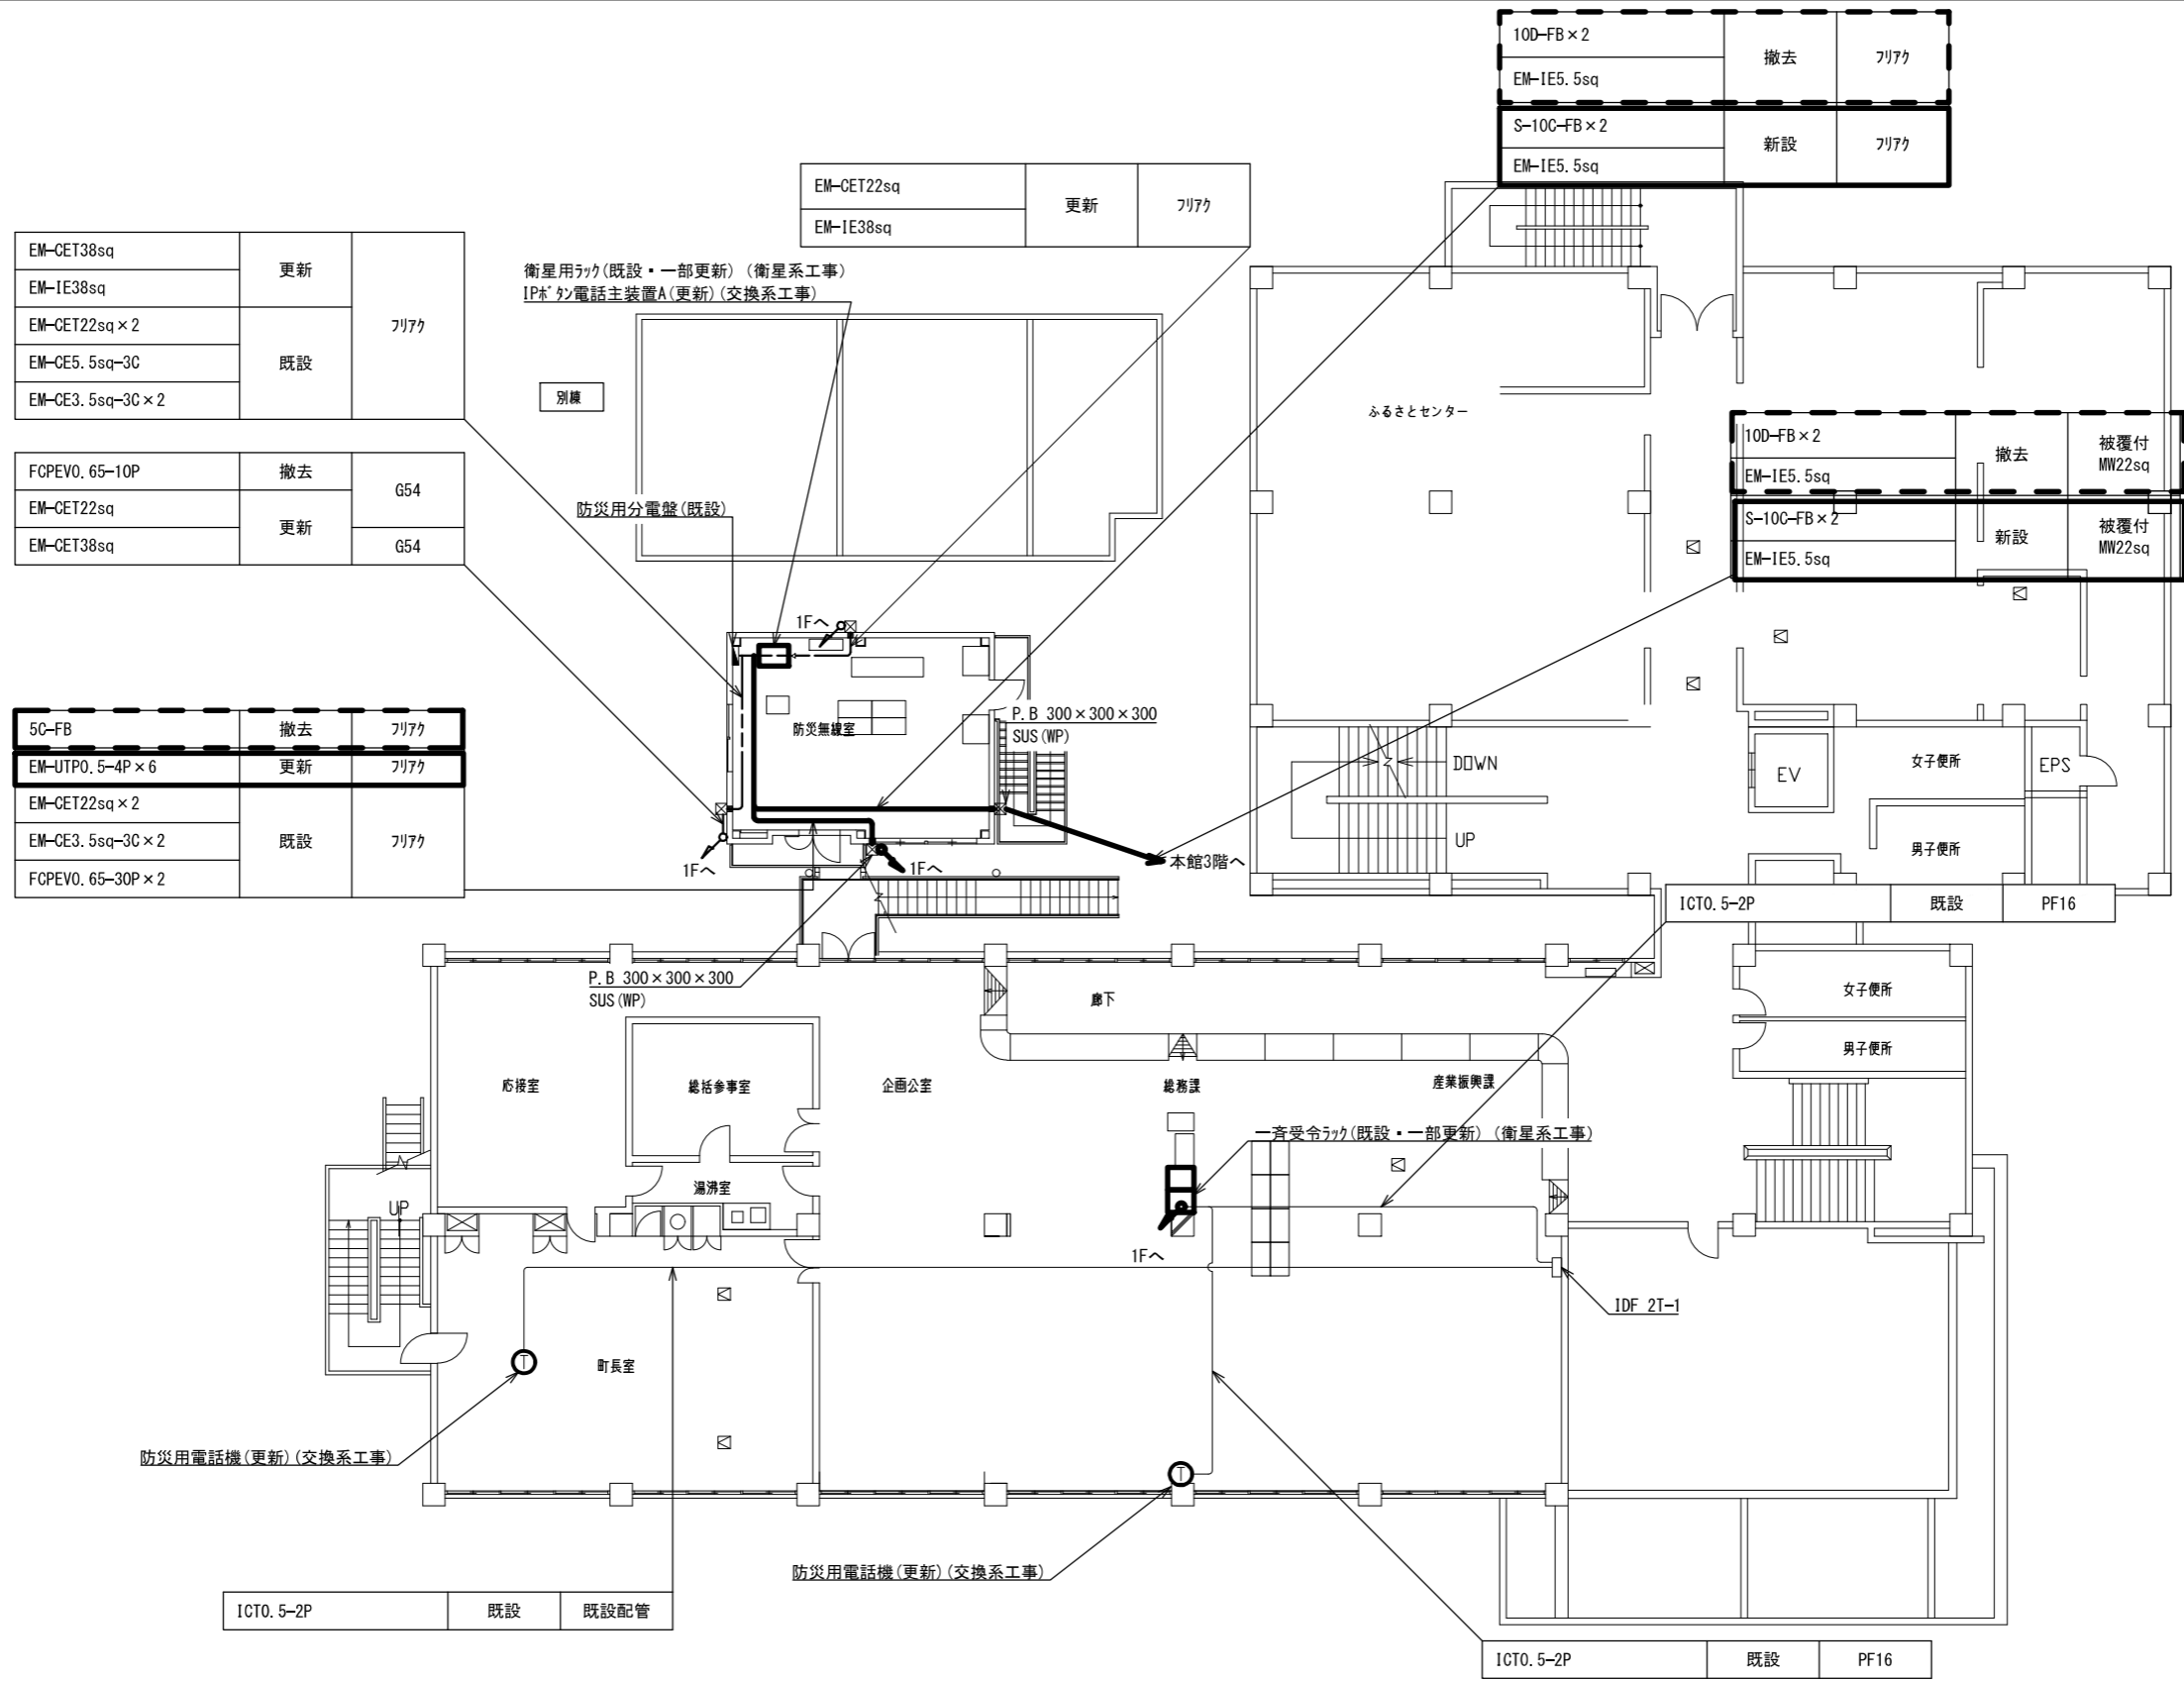 10D-FB×2
撤去
ﾌﾘｱｸ
EM-IE5.5sq
S-10C-FB×2
新設
ﾌﾘｱｸ
EM-IE5.5sq
EM-CET22sq
更新
ﾌﾘｱｸ
EM-IE38sq
EM-CET38sq
更新
EM-IE38sq
EM-CET22sq×2
ﾌﾘｱｸ
EM-CE5.5sq-3C
既設
EM-CE3.5sq-3C×2
衛星用ﾗｯｸ(既設・一部更新)(衛星系工事)
IPﾎﾞﾀﾝ電話主装置A(更新)(交換系工事)
別棟
ふるさとセンター
10D-FB×2
撤去
被覆付
MW22sq
EM-IE5.5sq
S-10C-FB×2
新設
被覆付
MW22sq
EM-IE5.5sq
FCPEV0.65-10P
撤去
G54
EM-CET22sq
更新
EM-CET38sq
G54
防災用分電盤(既設)
1Fへ
防災無線室
P.B 300×300×300
SUS(WP)
5C-FB
撤去
ﾌﾘｱｸ
EM-UTP0.5-4P×6
更新
ﾌﾘｱｸ
EM-CET22sq×2
EM-CE3.5sq-3C×2
既設
ﾌﾘｱｸ
FCPEV0.65-30P×2
DOWN
UP
EV
女子便所
EPS
男子便所
1Fへ
1Fへ
本館3階へ
ICT0.5-2P
既設
PF16
P.B 300×300×300
SUS(WP)
廊下
女子便所
男子便所
応接室
総括参事室
企画公室
総務課
産業振興課
一斉受令ﾗｯｸ(既設・一部更新)(衛星系工事)
湯沸室
UP
1Fへ
IDF 2T-1
T
町長室
防災用電話機(更新)(交換系工事)
T
防災用電話機(更新)(交換系工事)
ICT0.5-2P
既設
既設配管
ICT0.5-2P
既設
PF16